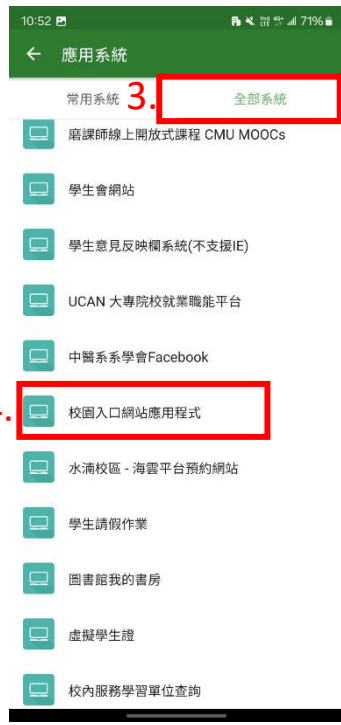 10:52 71%
應用系統
常用系統 3. 全部系統
磨課師線上開放式課程 CMU MOOCs
學生會網站
學生意見反映欄系統(不支援IE)
UCAN 大專院校就業職能平台
中醫系系學會Facebook
校園入口網站應用程式
水湳校區 - 海雲平台預約網站
學生請假作業
圖書館我的書房
虛擬學生證
校內服務學習單位查詢